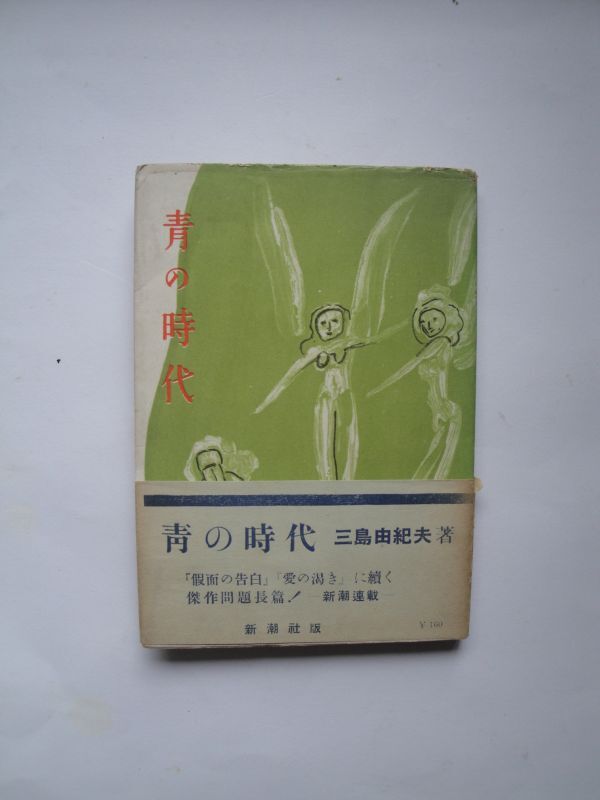 青の時代
青の時代 三島由紀夫著
『假面の告白』『愛の渇き』に續く
傑作問題長篇! —新潮連載—
新潮社版 ¥160